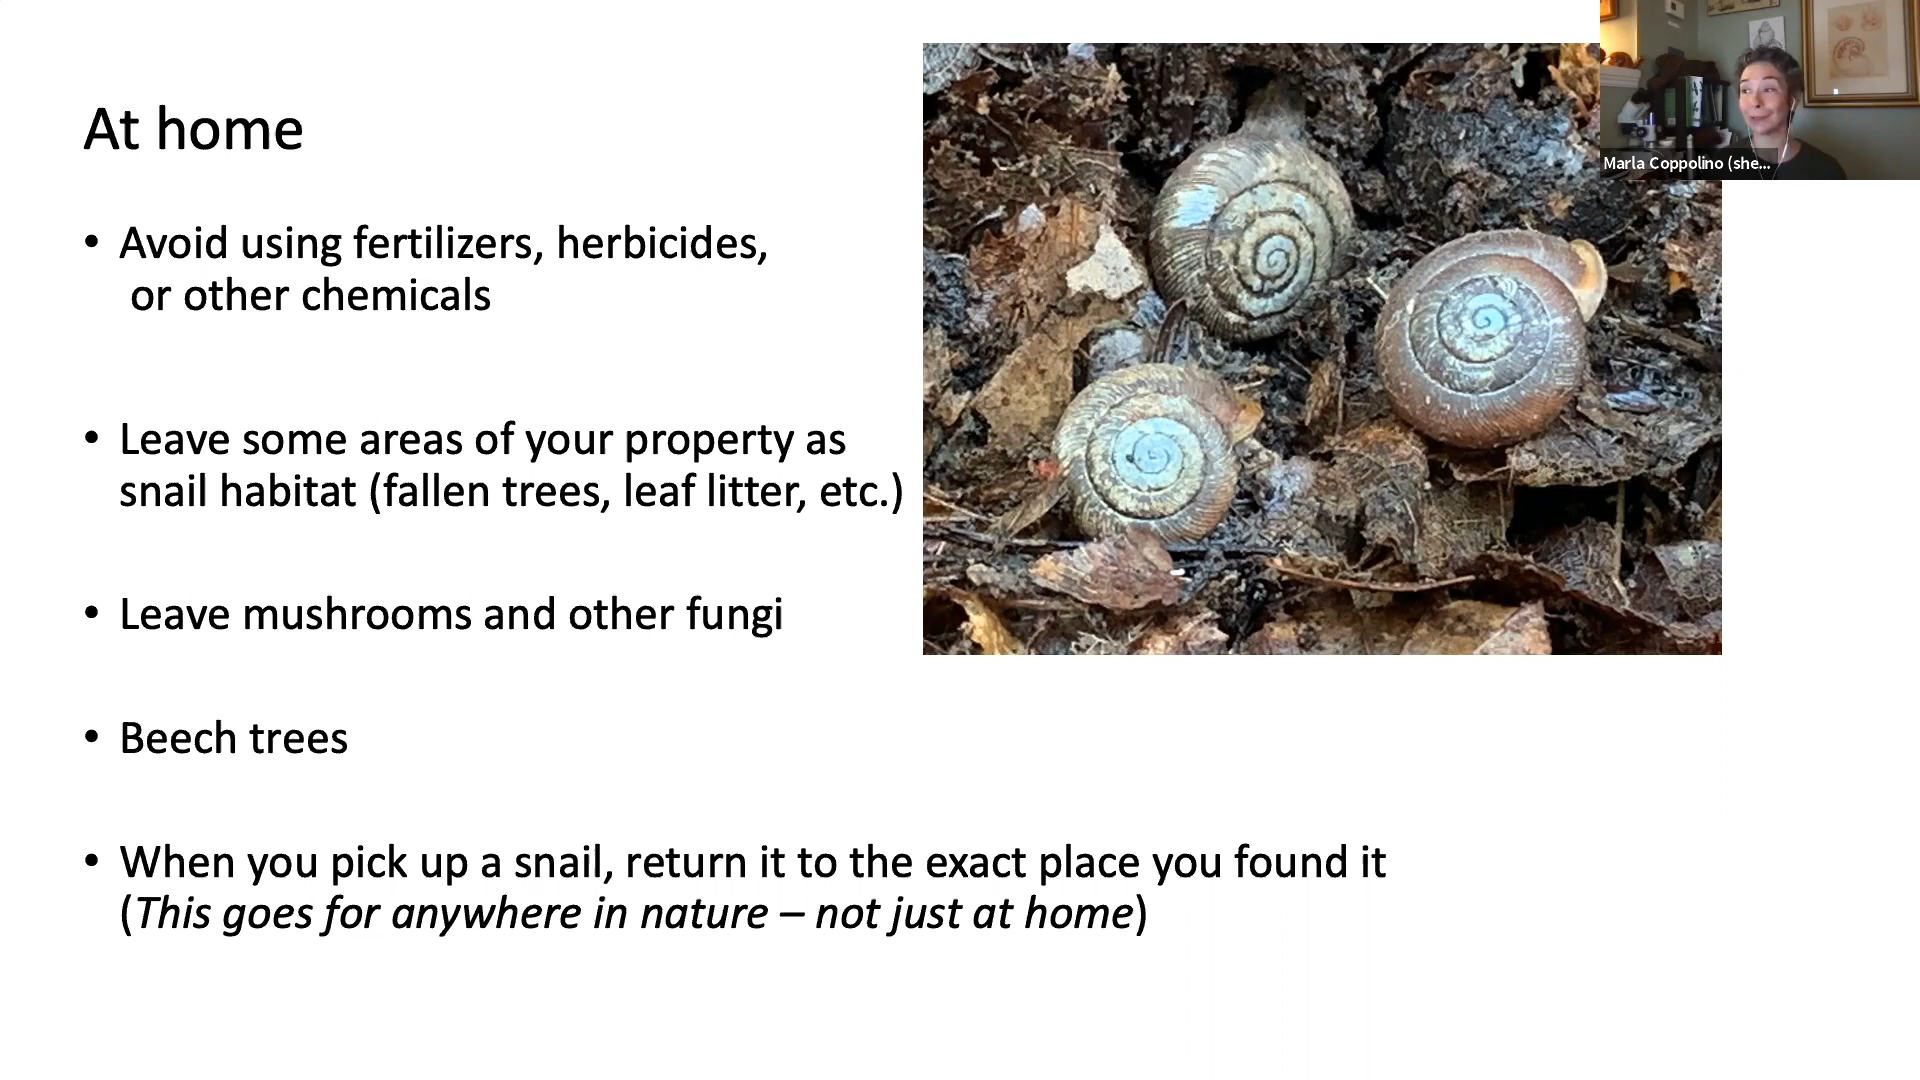 At home
• Avoid using fertilizers, herbicides,
or other chemicals
• Leave some areas of your property as
snail habitat (fallen trees, leaf litter, etc.)
• Leave mushrooms and other fungi
• Beech trees
• When you pick up a snail, return it to the exact place you found it
(This goes for anywhere in nature – not just at home)
Marla Coppolino (she...